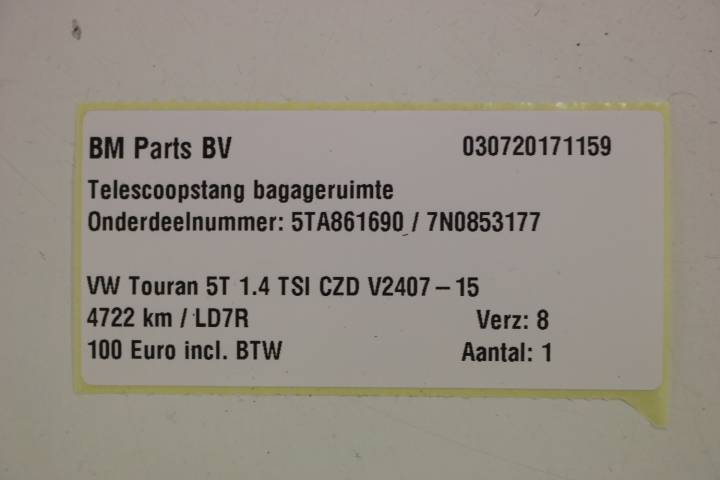 BM Parts BV 030720171159
Telescoopstang bagageruimte
Onderdeelnummer: 5TA861690 / 7N0853177
VW Touran 5T 1.4 TSI CZD V2407 – 15
4722 km / LD7R Verz: 8
100 Euro incl. BTW Aantal: 1